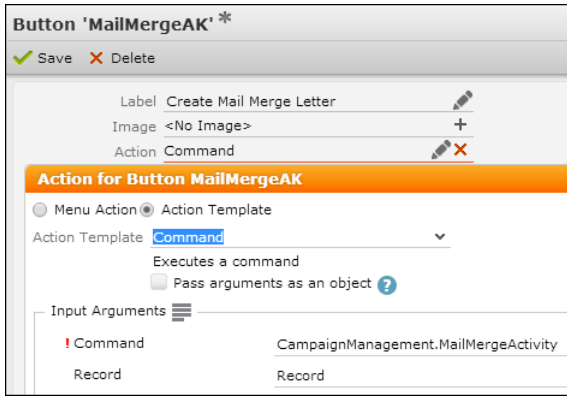 Button 'MailMergeAK' *
Save Delete
Label Create Mail Merge Letter
Image <No Image>
Action Command
Action for Button MailMergeAK
Menu Action Action Template
Action Template Command
Executes a command
Pass arguments as an object ?
Input Arguments
! Command CampaignManagement.MailMergeActivity
Record Record